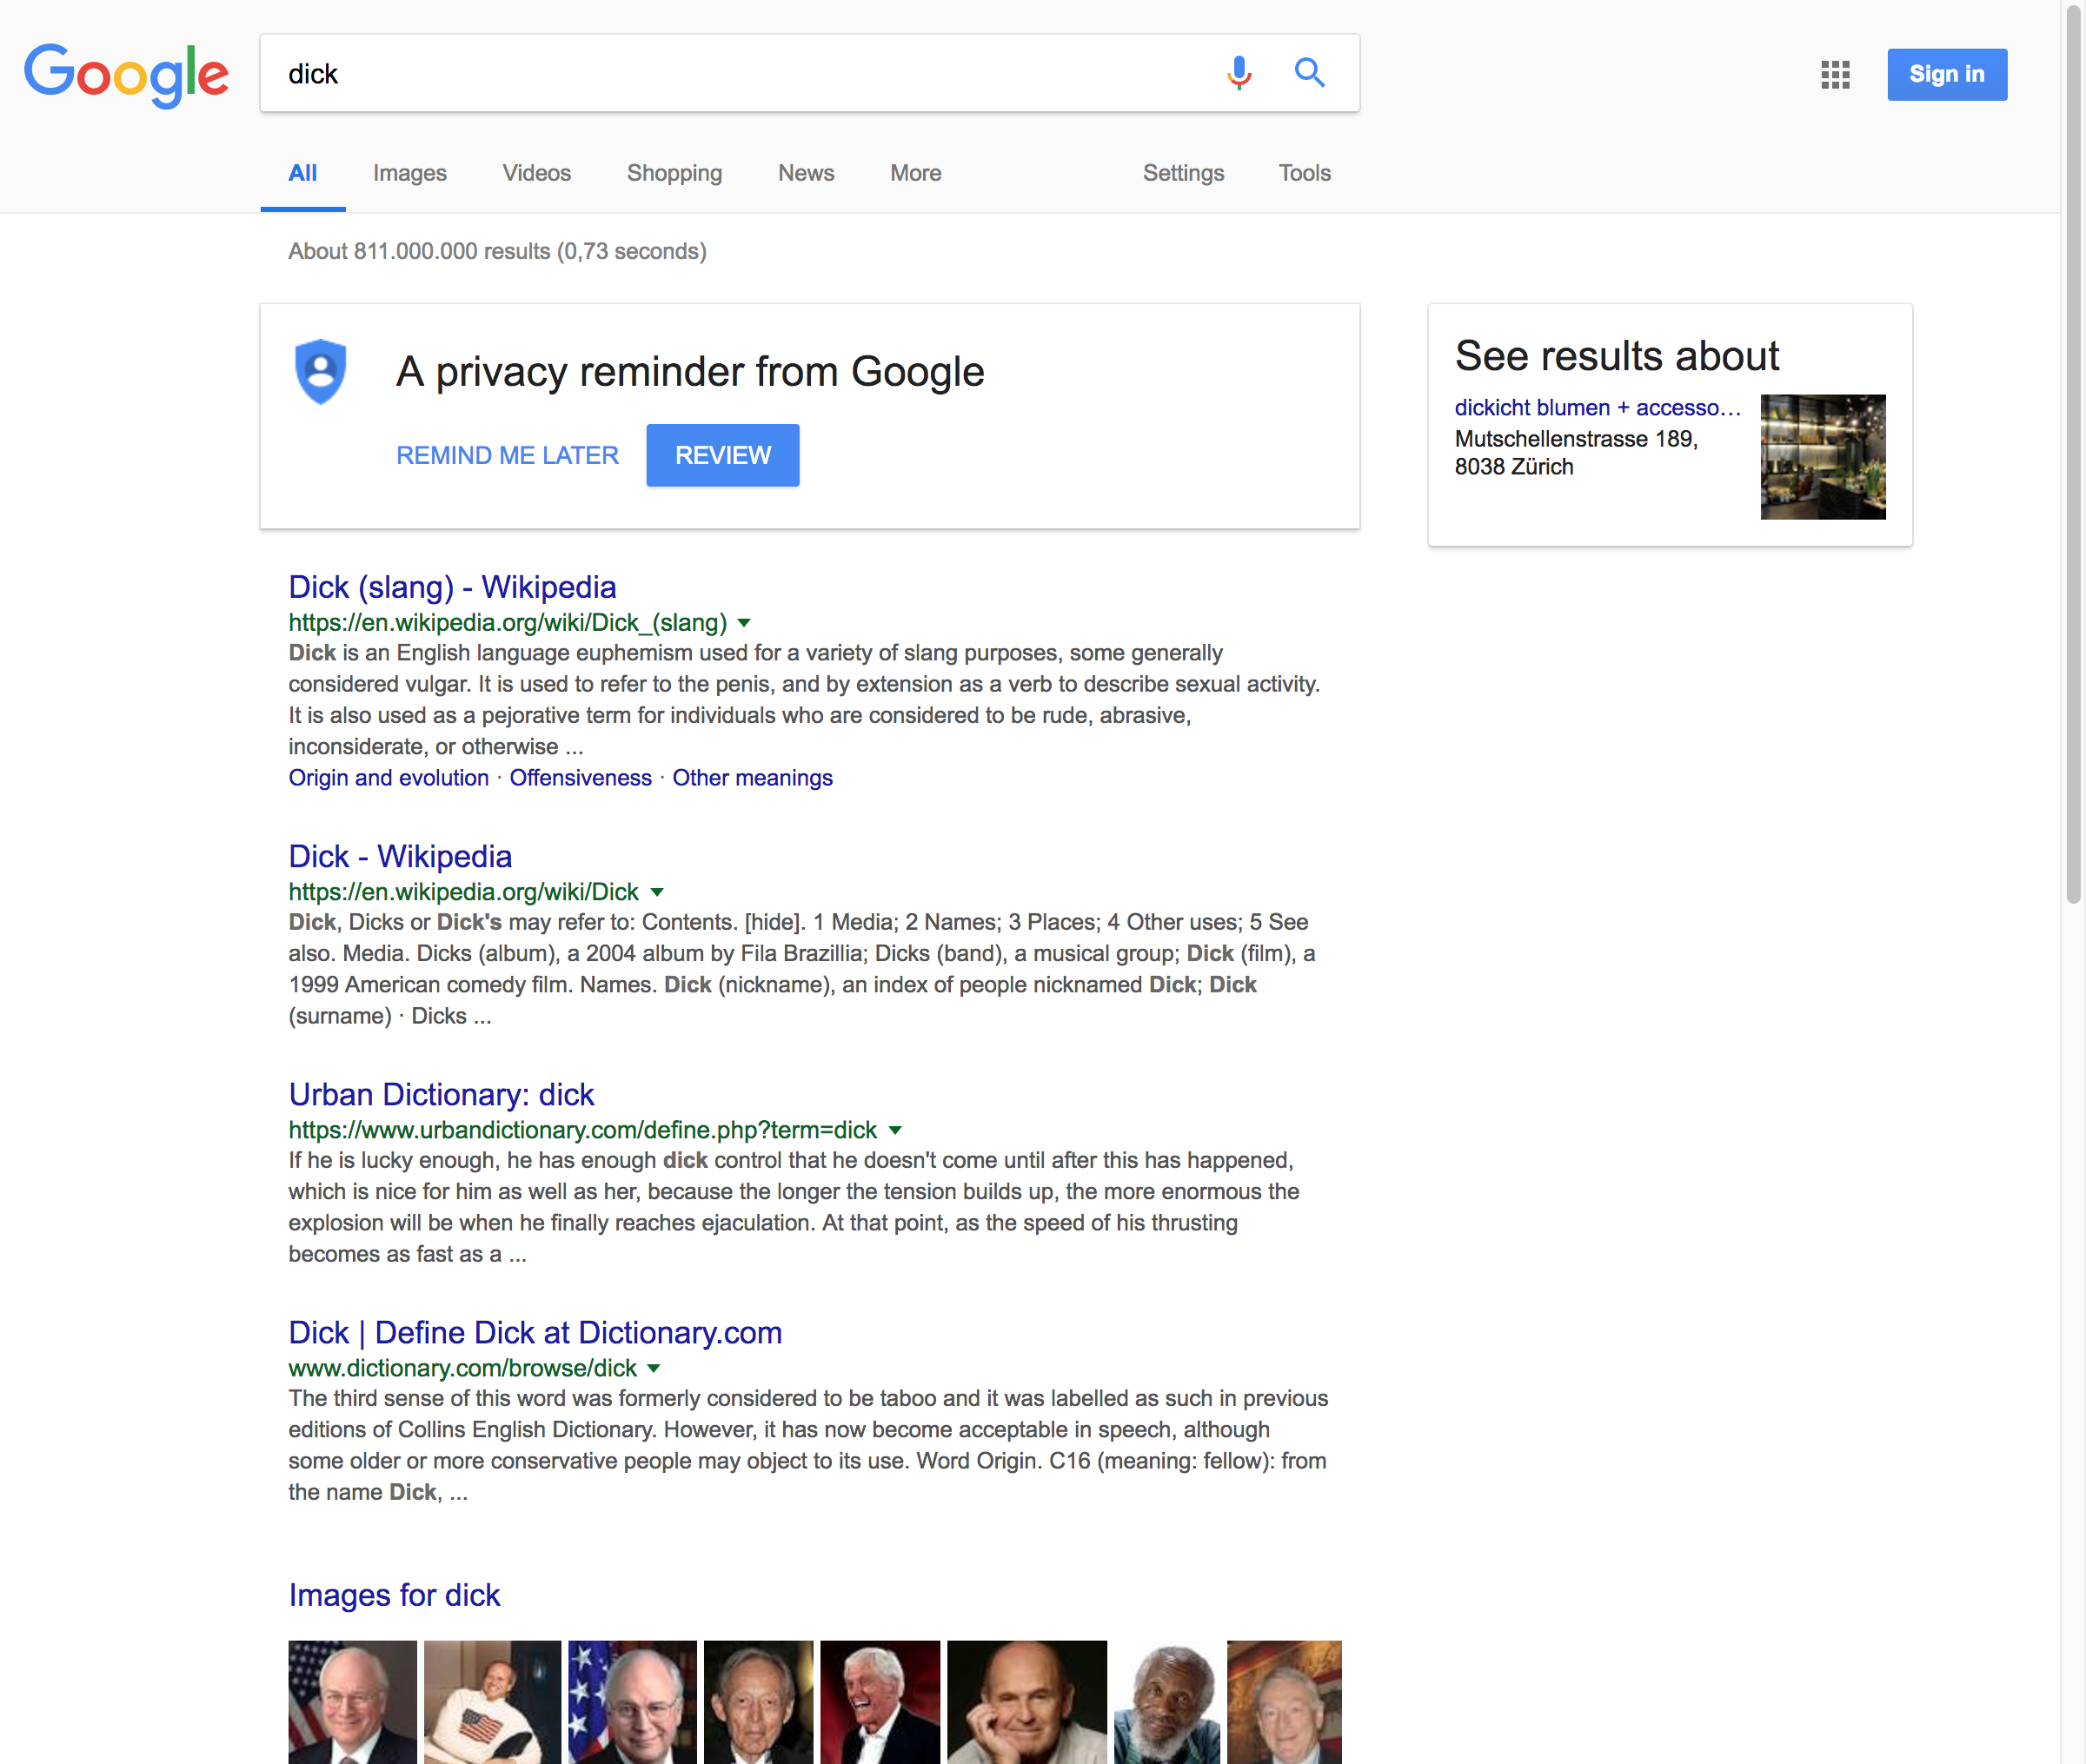 Google
dick
Sign in
All Images Videos Shopping News More Settings Tools
About 811.000.000 results (0,73 seconds)
A privacy reminder from Google
REMIND ME LATER REVIEW
See results about
dickicht blumen + accesso...
Mutschellenstrasse 189,
8038 Zürich
Dick (slang) - Wikipedia
https://en.wikipedia.org/wiki/Dick_(slang)
Dick is an English language euphemism used for a variety of slang purposes, some generally
considered vulgar. It is used to refer to the penis, and by extension as a verb to describe sexual activity.
It is also used as a pejorative term for individuals who are considered to be rude, abrasive,
inconsiderate, or otherwise ...
Origin and evolution · Offensiveness · Other meanings
Dick - Wikipedia
https://en.wikipedia.org/wiki/Dick
Dick, Dicks or Dick's may refer to: Contents. [hide]. 1 Media; 2 Names; 3 Places; 4 Other uses; 5 See
also. Media. Dicks (album), a 2004 album by Fila Brazillia; Dicks (band), a musical group; Dick (film), a
1999 American comedy film. Names. Dick (nickname), an index of people nicknamed Dick; Dick
(surname) · Dicks ...
Urban Dictionary: dick
https://www.urbandictionary.com/define.php?term=dick
If he is lucky enough, he has enough dick control that he doesn't come until after this has happened,
which is nice for him as well as her, because the longer the tension builds up, the more enormous the
explosion will be when he finally reaches ejaculation. At that point, as the speed of his thrusting
becomes as fast as a ...
Dick | Define Dick at Dictionary.com
www.dictionary.com/browse/dick
The third sense of this word was formerly considered to be taboo and it was labelled as such in previous
editions of Collins English Dictionary. However, it has now become acceptable in speech, although
some older or more conservative people may object to its use. Word Origin. C16 (meaning: fellow): from
the name Dick, ...
Images for dick